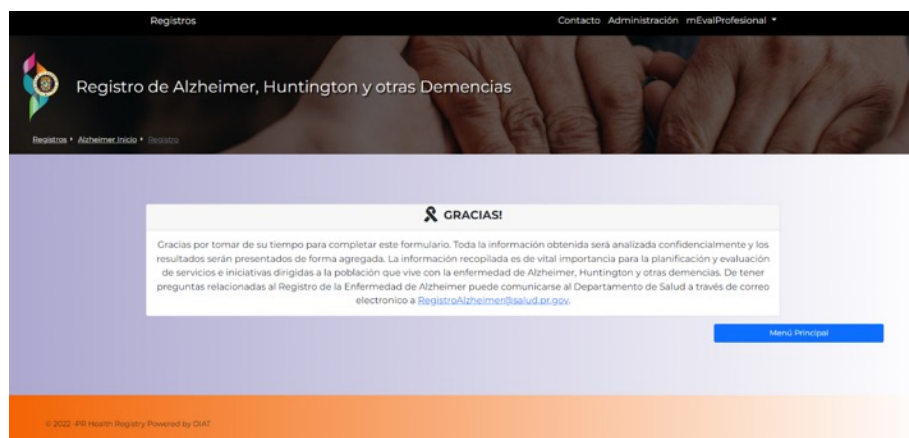 Registros
Contacto Administración mEvalProfesional
Registro de Alzheimer, Huntington y otras Demencias
Registros Alzheimer Inicio Registro
GRACIAS!
Gracias por tomar de su tiempo para completar este formulario. Toda la información obtenida será analizada confidencialmente y los
resultados serán presentados de forma agregada. La información recopilada es de vital importancia para la planificación y evaluación
de servicios e iniciativas dirigidas a la población que vive con la enfermedad de Alzheimer, Huntington y otras demencias. De tener
preguntas relacionadas al Registro de la Enfermedad de Alzheimer puede comunicarse al Departamento de Salud a través de correo
electronico a RegistroAlzheimer@salud.pr.gov.
Menú Principal
© 2022 -PR Health Registry Powered by OIAT